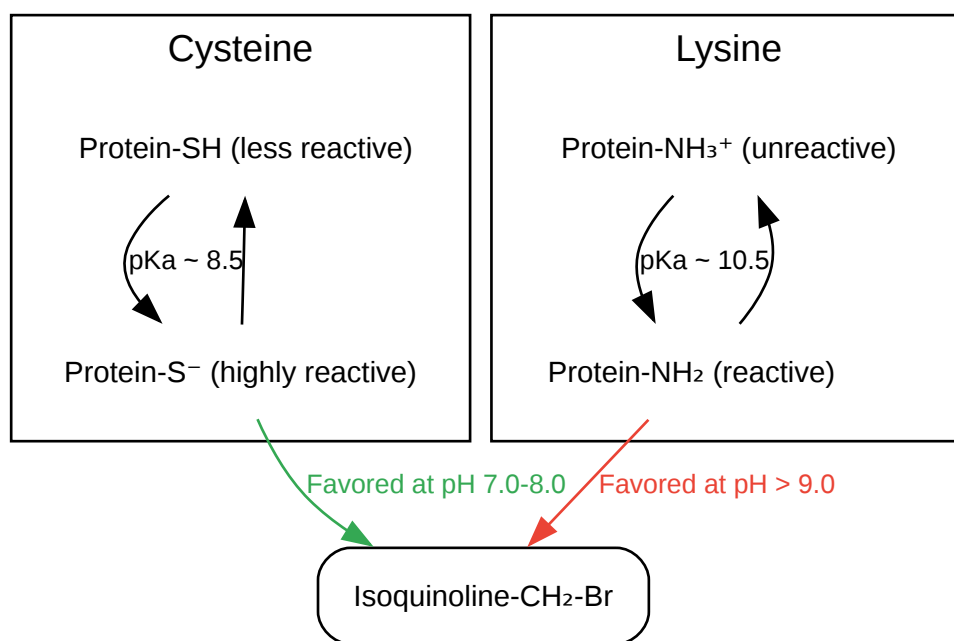 Cysteine
Protein-SH (less reactive)
pKa ~ 8.5
Protein-S⁻ (highly reactive)
Lysine
Protein-NH₃⁺ (unreactive)
pKa ~ 10.5
Protein-NH₂ (reactive)
Favored at pH 7.0-8.0
Favored at pH > 9.0
Isoquinoline-CH₂-Br